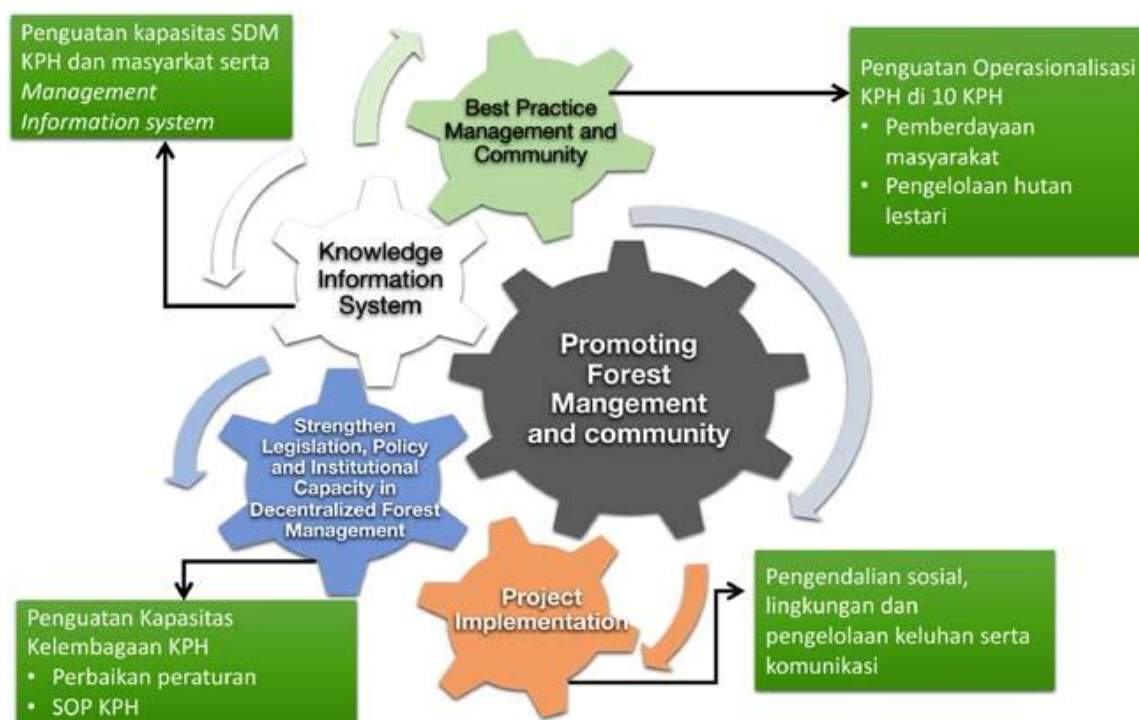 Penguatan kapasitas SDM
KPH dan masyarkat serta
Management
Information system
Best Practice
Management and
Community
Penguatan Operasionalisasi
KPH di 10 KPH
• Pemberdayaan
masyarakat
• Pengelolaan hutan
lestari
Knowledge
Information
System
Promoting
Forest
Mangement
and community
Strengthen
Legislation, Policy
and Institutional
Capacity in
Decentralized Forest
Management
Project
Implementation
Pengendalian sosial,
lingkungan dan
pengelolaan keluhan serta
komunikasi
Penguatan Kapasitas
Kelembagaan KPH
• Perbaikan peraturan
• SOP KPH